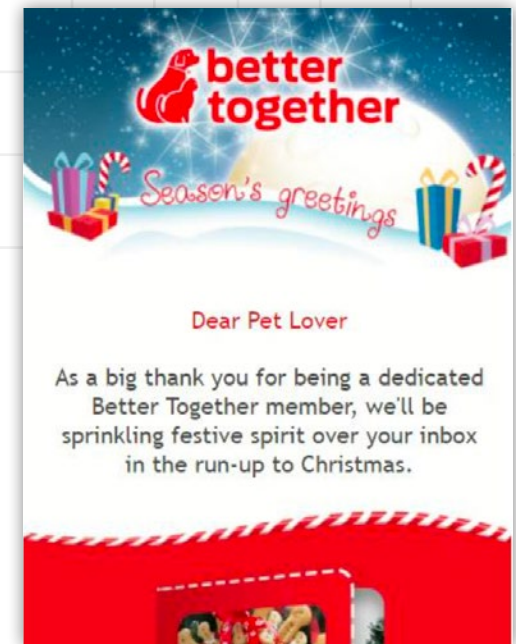 better
together
Season's greetings
Dear Pet Lover
As a big thank you for being a dedicated
Better Together member, we'll be
sprinkling festive spirit over your inbox
in the run-up to Christmas.